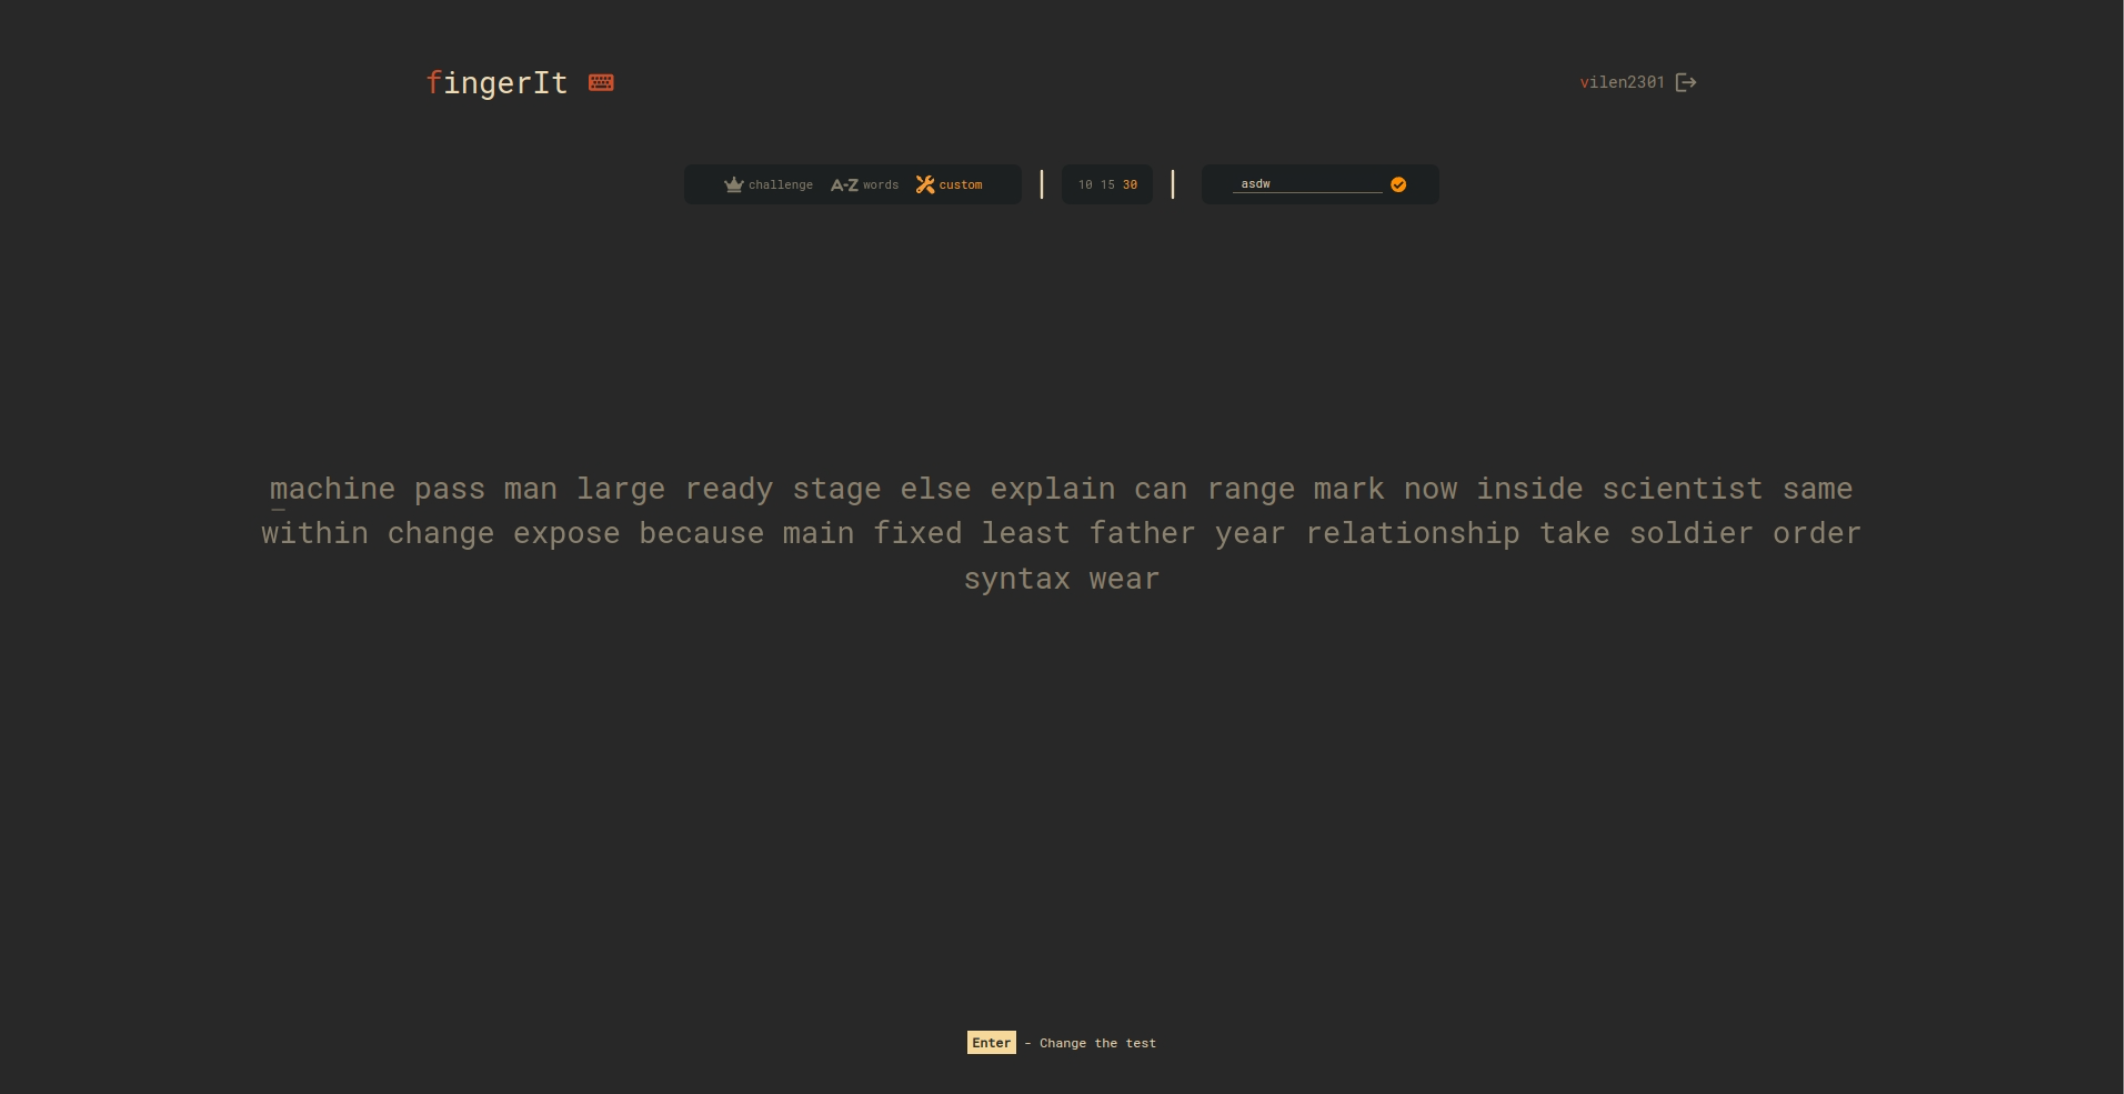 fingerIt
vilen2301
challenge A-Z words custom
10 15 30
asdw
machine pass man large ready stage else explain can range mark now inside scientist same
within change expose because main fixed least father year relationship take soldier order
syntax wear
Enter - Change the test